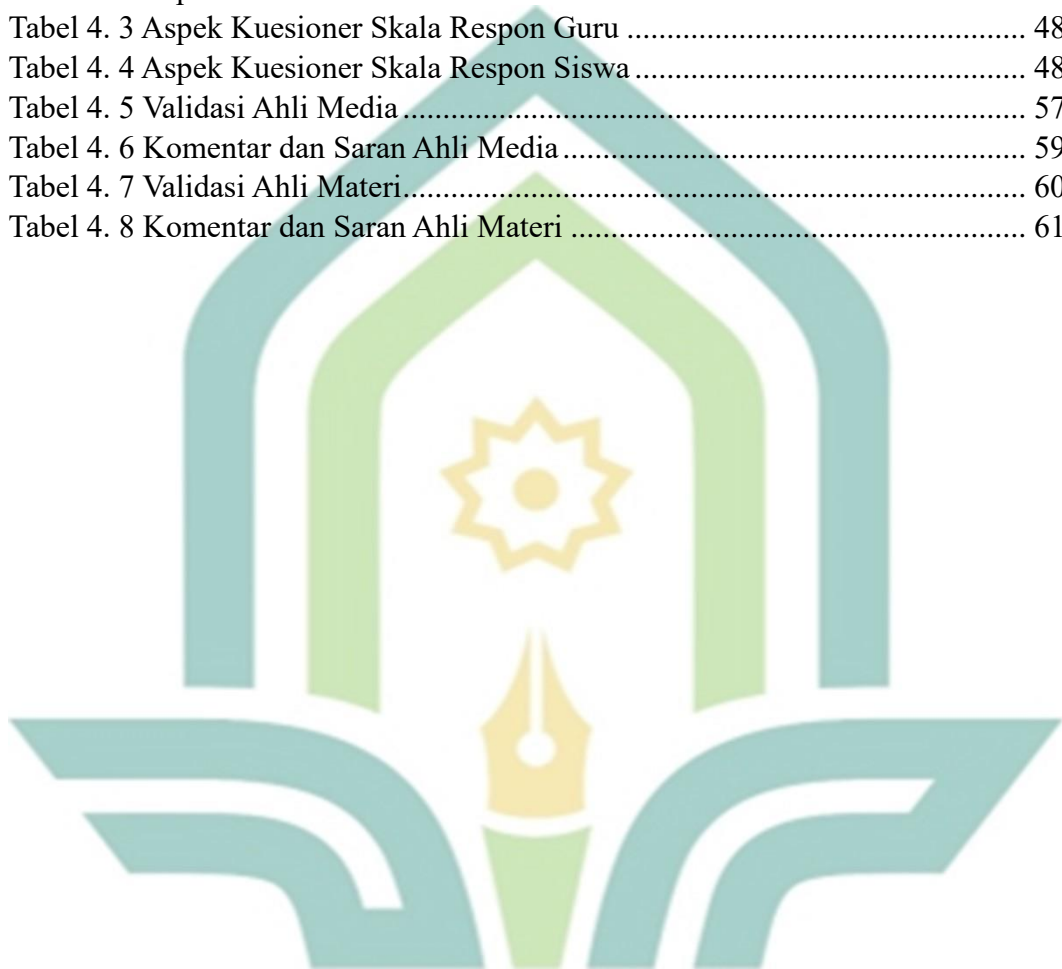 Tabel 4. 3 Aspek Kuesioner Skala Respon Guru ........................................................ 48
Tabel 4. 4 Aspek Kuesioner Skala Respon Siswa ....................................................... 48
Tabel 4. 5 Validasi Ahli Media ................................................................................... 57
Tabel 4. 6 Komentar dan Saran Ahli Media ................................................................ 59
Tabel 4. 7 Validasi Ahli Materi................................................................................... 60
Tabel 4. 8 Komentar dan Saran Ahli Materi ............................................................... 61